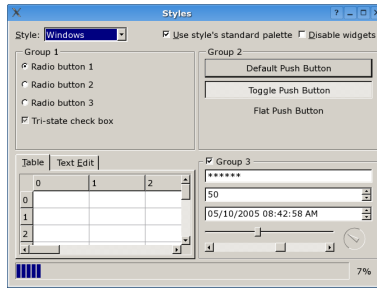 Styles
Style: Windows
Use style's standard palette
Disable widgets
Group 1
Radio button 1
Radio button 2
Radio button 3
Tri-state check box
Group 2
Default Push Button
Toggle Push Button
Flat Push Button
Table
Text Edit
0 1 2
0
1
2
Group 3
******
50
05/10/2005 08:42:58 AM
7%